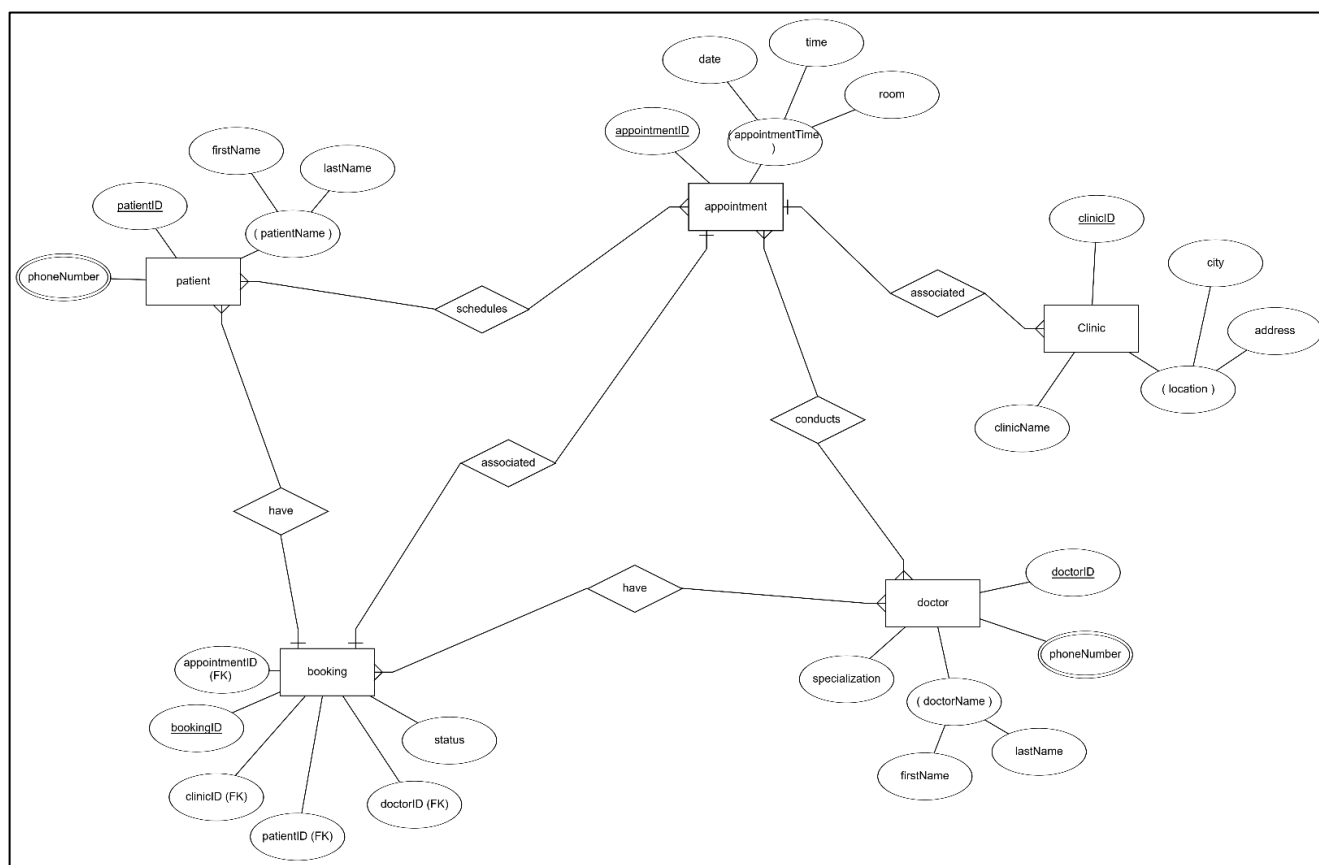 time
date
room
appointmentID
( appointmentTime
)
firstName
lastName
patientID
( patientName )
phoneNumber
patient
appointment
clinicID
city
address
schedules
associated
Clinic
( location )
clinicName
conducts
associated
have
have
doctorID
doctor
phoneNumber
specialization
( doctorName )
lastName
firstName
appointmentID
(FK)
booking
bookingID
status
clinicID (FK)
doctorID (FK)
patientID (FK)